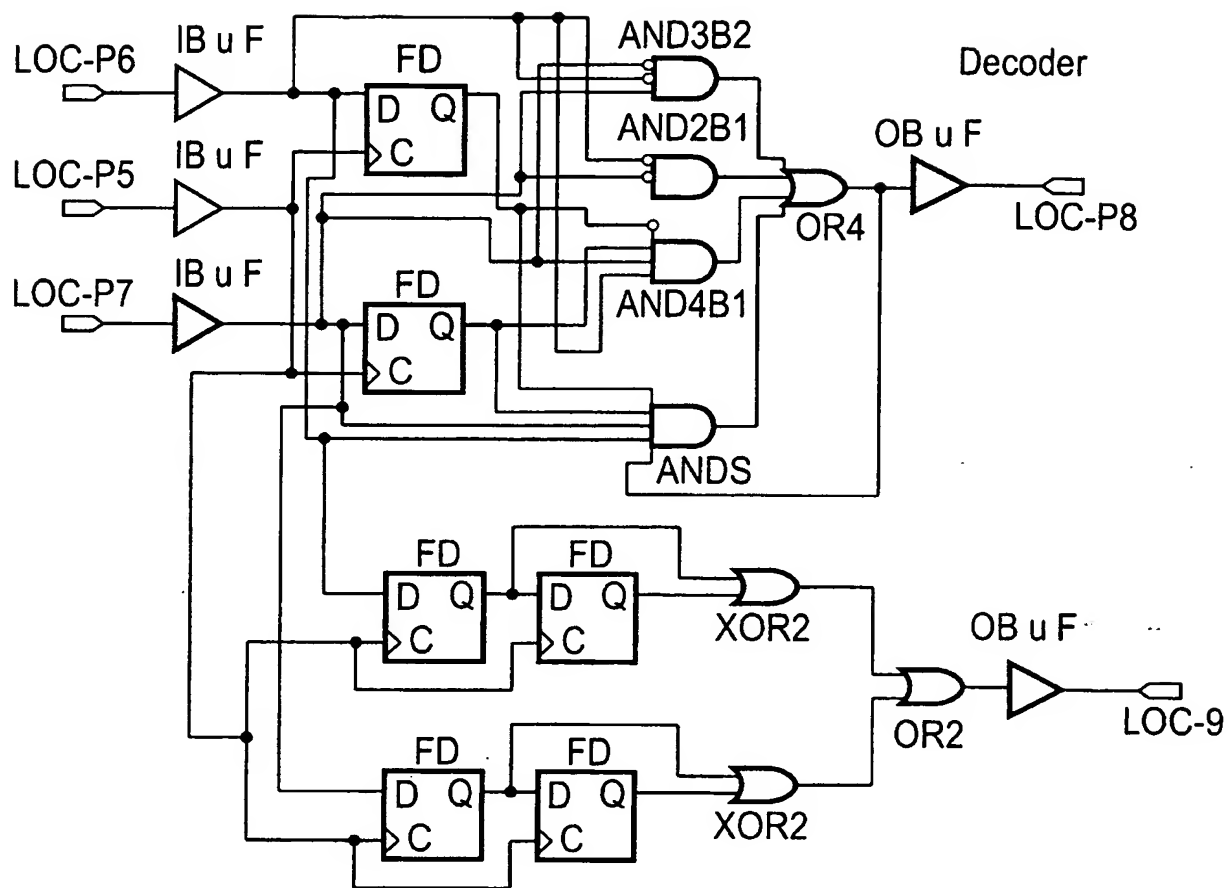 IB u F
AND3B2
LOC-P6
FD
Decoder
D Q
C
IB u F
AND2B1
OB u F
LOC-P5
OR4
LOC-P8
IB u F
LOC-P7
FD
AND4B1
D Q
C
ANDS
FD
FD
D Q
D Q
C
C
XOR2
OB u F
FD
FD
OR2
LOC-9
D Q
D Q
C
C
XOR2